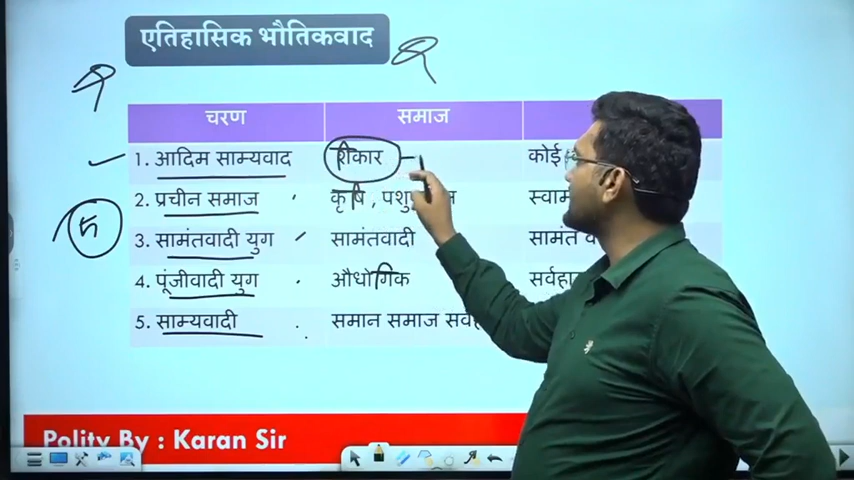 एतिहासिक भौतिकवाद
चरण समाज
1. आदिम साम्यवाद शिकार कोई
2. प्रचीन समाज कृषि , स्वाम
3. सामंतवादी युग सामंतवादी सामंत
4. पूंजीवादी युग औधोगिक सर्वहा
5. साम्यवादी समान समाज
5
Polity By : Karan Sir